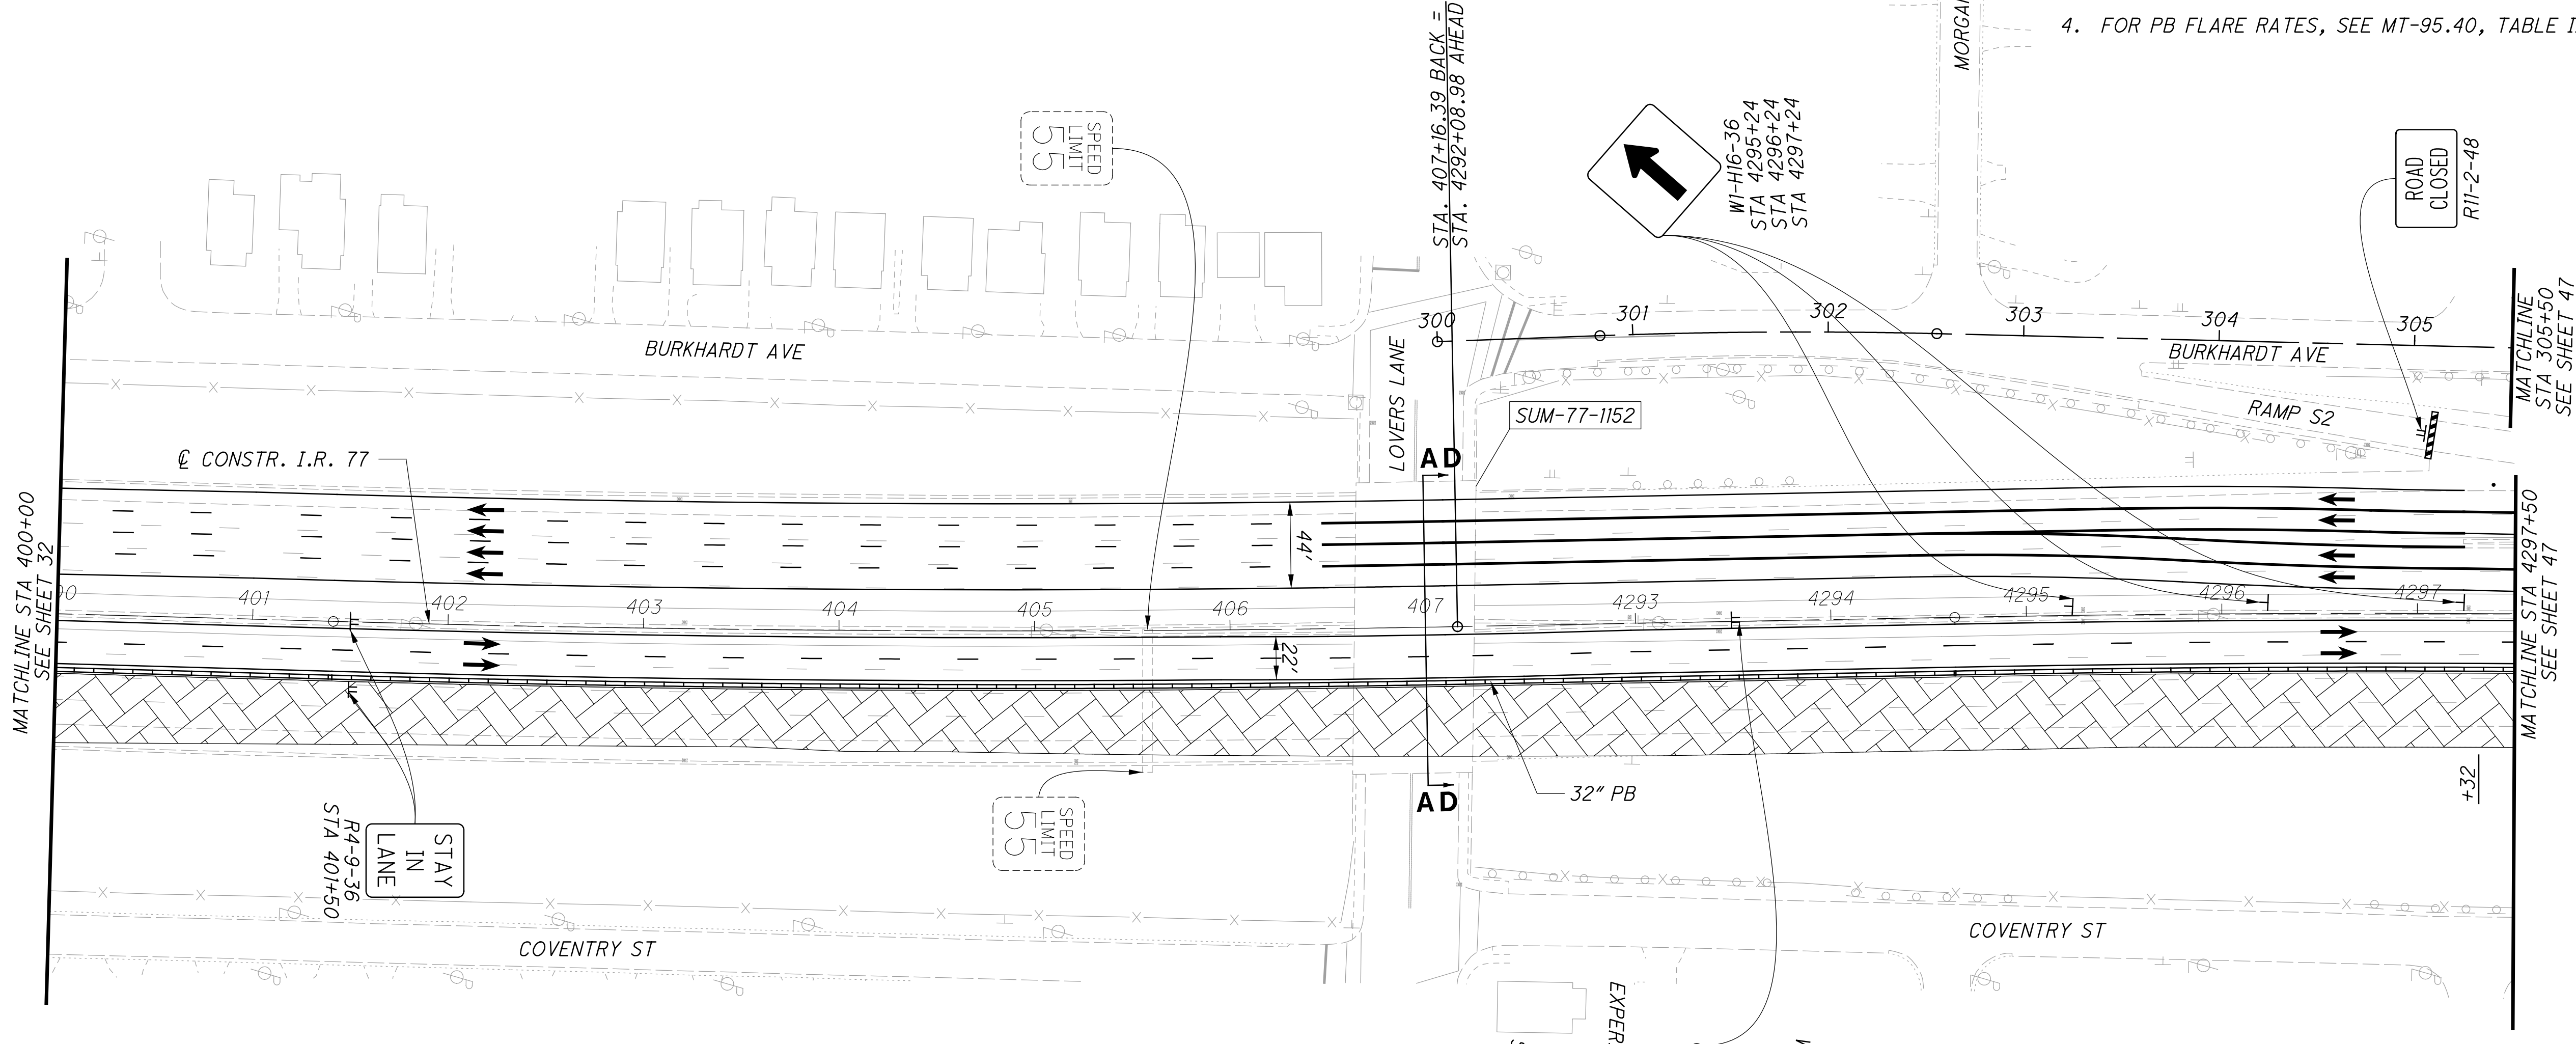 4. FOR PB FLARE RATES, SEE MT-95.40, TABLE
STA. 407+16.39 BACK =
STA. 4292+08.98 AHEAD
SPEED
LIMIT
55
W1-H16-36
STA 4295+24
STA 4296+24
STA 4297+24
ROAD
CLOSED
R11-2-48
MATCHLINE
STA 305+50
SEE SHEET 47
300
301
302
303
304
305
BURKHARDT AVE
BURKHARDT AVE
LOVERS LANE
SUM-77-1152
RAMP S2
℄ CONSTR. I.R. 77
AD
MATCHLINE STA 400+00
SEE SHEET 32
MATCHLINE STA 4297+50
SEE SHEET 47
44'
401
402
403
404
405
406
407
4293
4294
4295
4296
4297
22'
32" PB
+32
AD
STAY
IN
LANE
R4-9-36
STA 401+50
SPEED
LIMIT
55
COVENTRY ST
COVENTRY ST